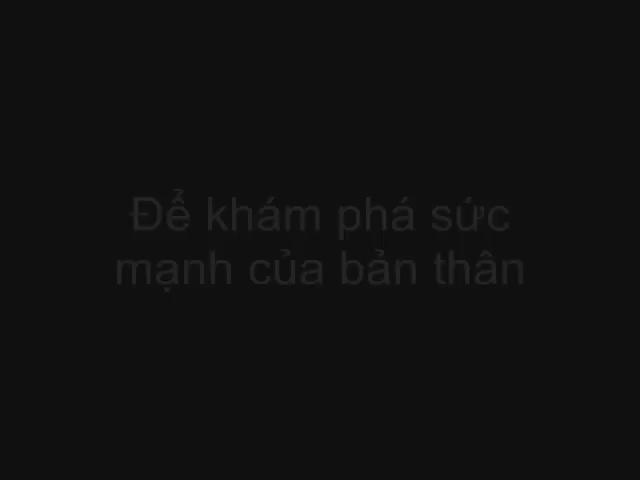 Để khám phá sức
mạnh của bản thân